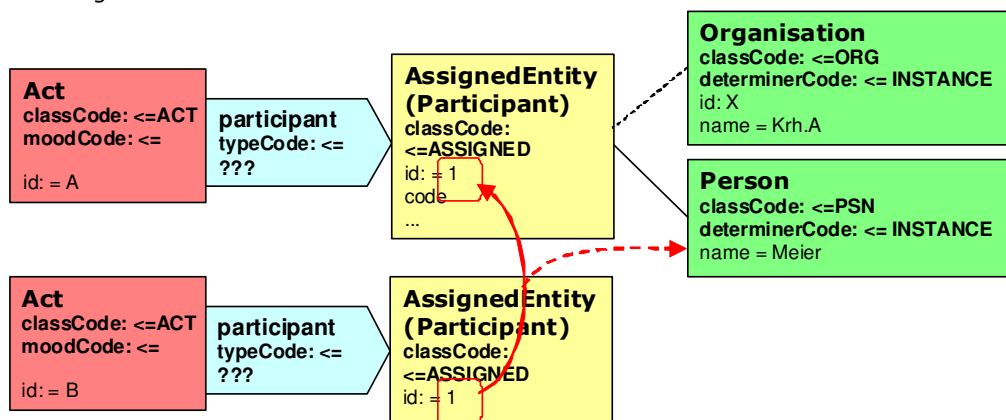 Organisation
classCode: <=ORG
determinerCode: <= INSTANCE
id: X
name = Krh.A
Act
classCode: <=ACT
moodCode: <=
id: = A
participant
typeCode: <=
???
AssignedEntity
(Participant)
classCode:
<=ASSIGNED
id: = 1
code
...
Person
classCode: <=PSN
determinerCode: <= INSTANCE
name = Meier
Act
classCode: <=ACT
moodCode: <=
id: = B
participant
typeCode: <=
???
AssignedEntity
(Participant)
classCode:
<=ASSIGNED
id: = 1